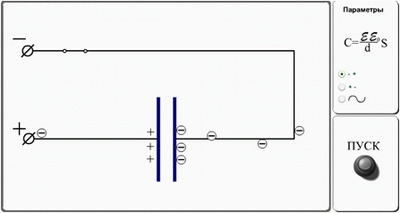 Параметры
C=εε₀/d S
- +
+ -
ПУСК
−
+
+
+
+